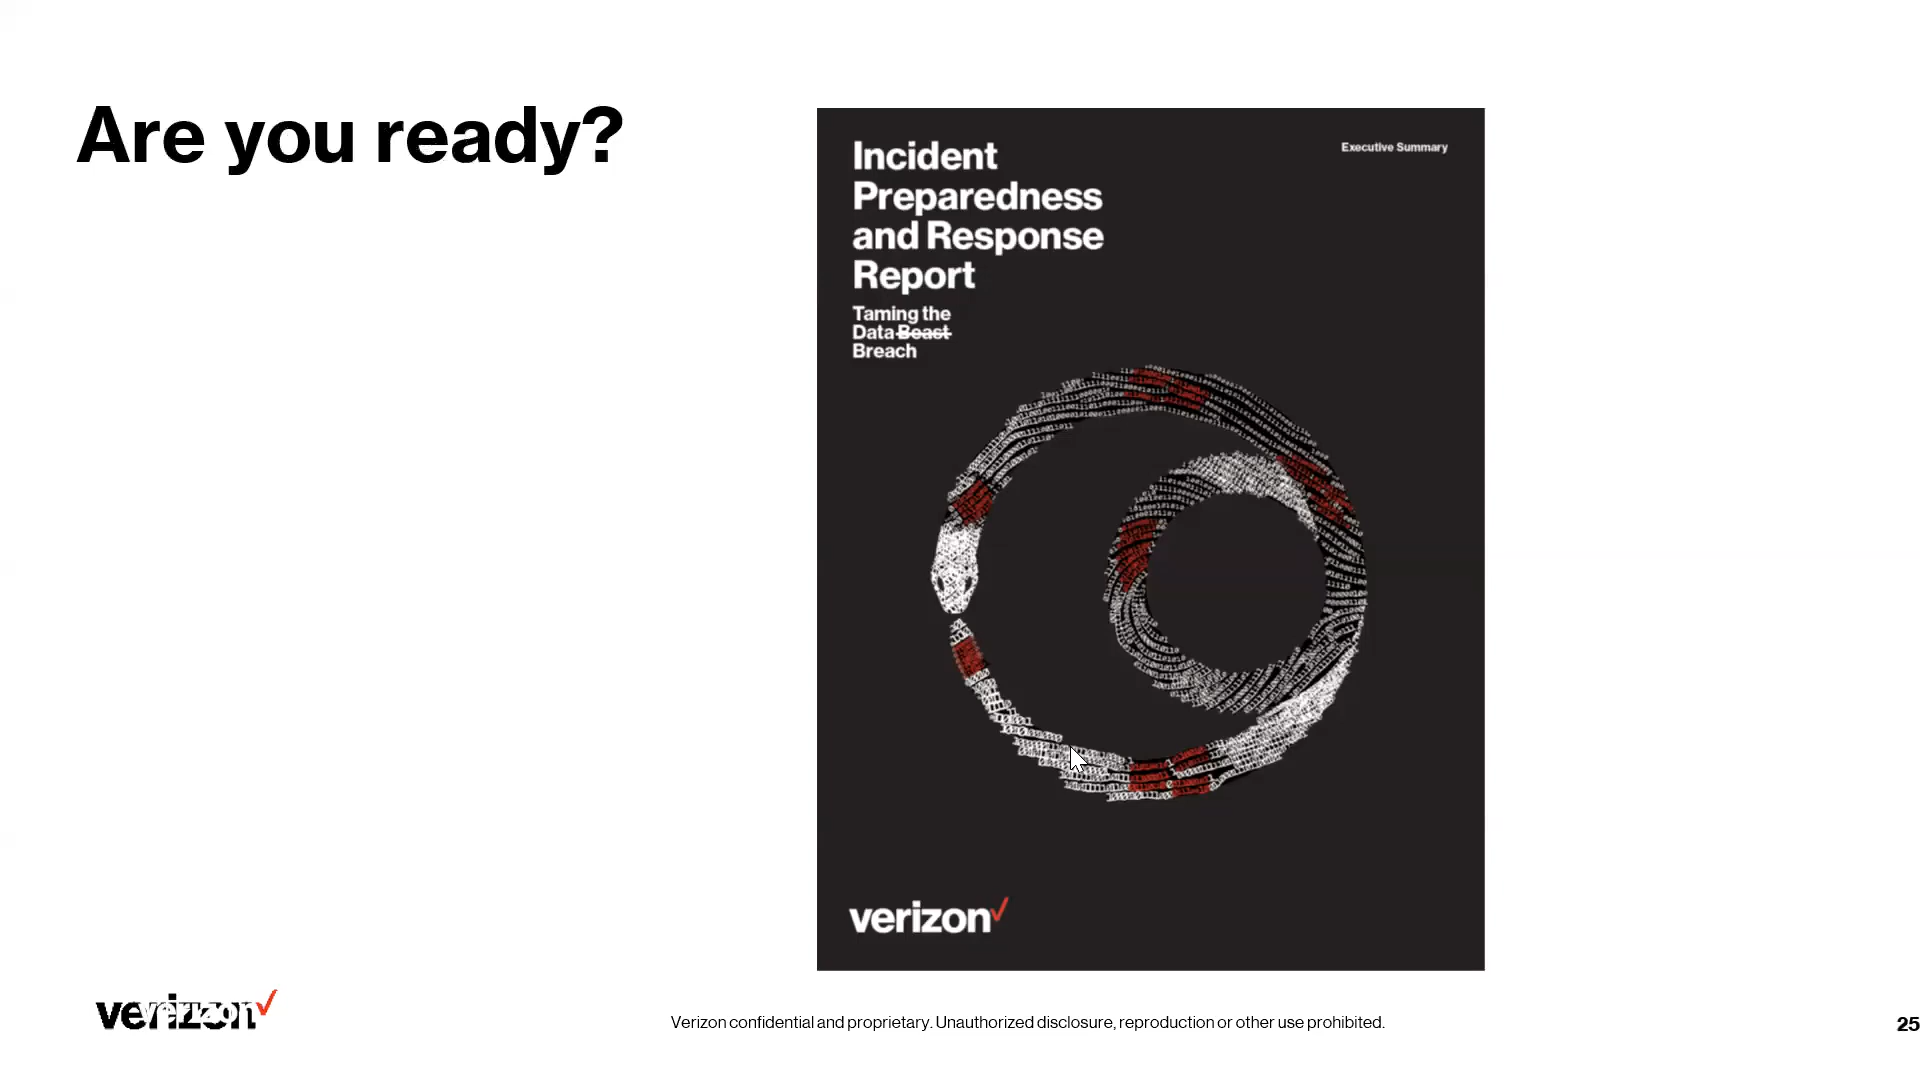 Are you ready?
Incident
Preparedness
and Response
Report
Executive Summary
Taming the
Data Beast
Breach
verizon
verizon
Verizon confidential and proprietary. Unauthorized disclosure, reproduction or other use prohibited.
25